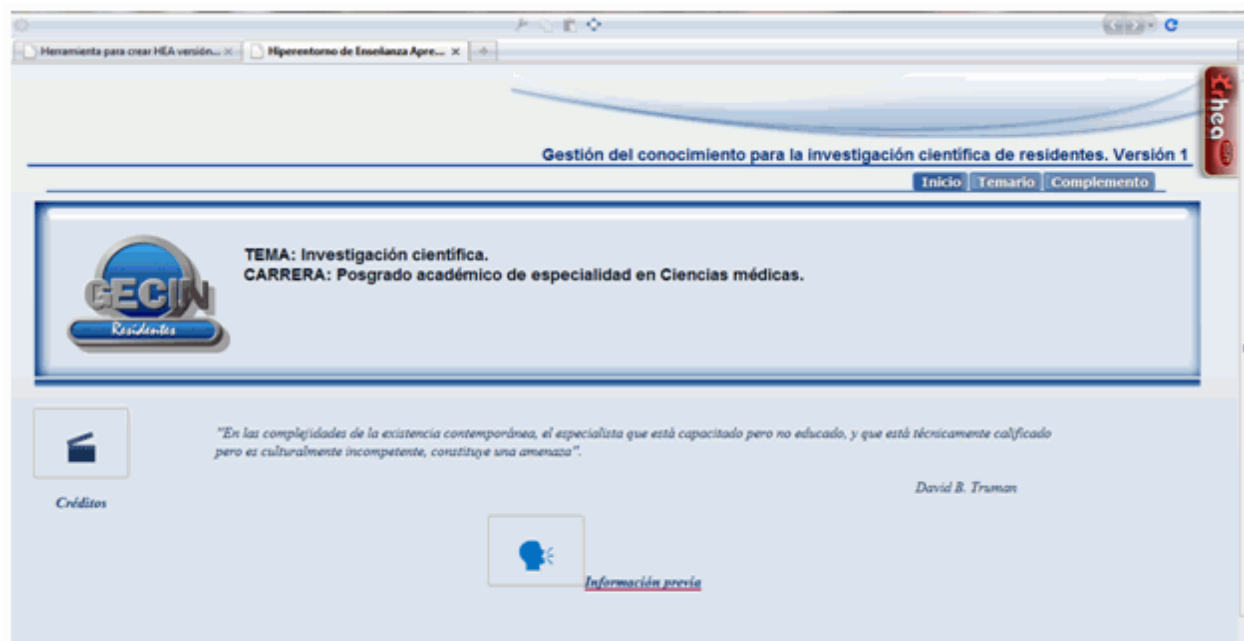 Herramienta para crear HEA versión...
Hiperentorno de Enseñanza Apre...
Crhea
Gestión del conocimiento para la investigación científica de residentes. Versión 1
Inicio Temario Complemento
TEMA: Investigación científica.
CARRERA: Posgrado académico de especialidad en Ciencias médicas.
GECIN
Residentes
"En las complejidades de la existencia contemporánea, el especialista que está capacitado pero no educado, y que está técnicamente calificado
pero es culturalmente incompetente, constituye una amenaza".
David B. Truman
Créditos
Información previa